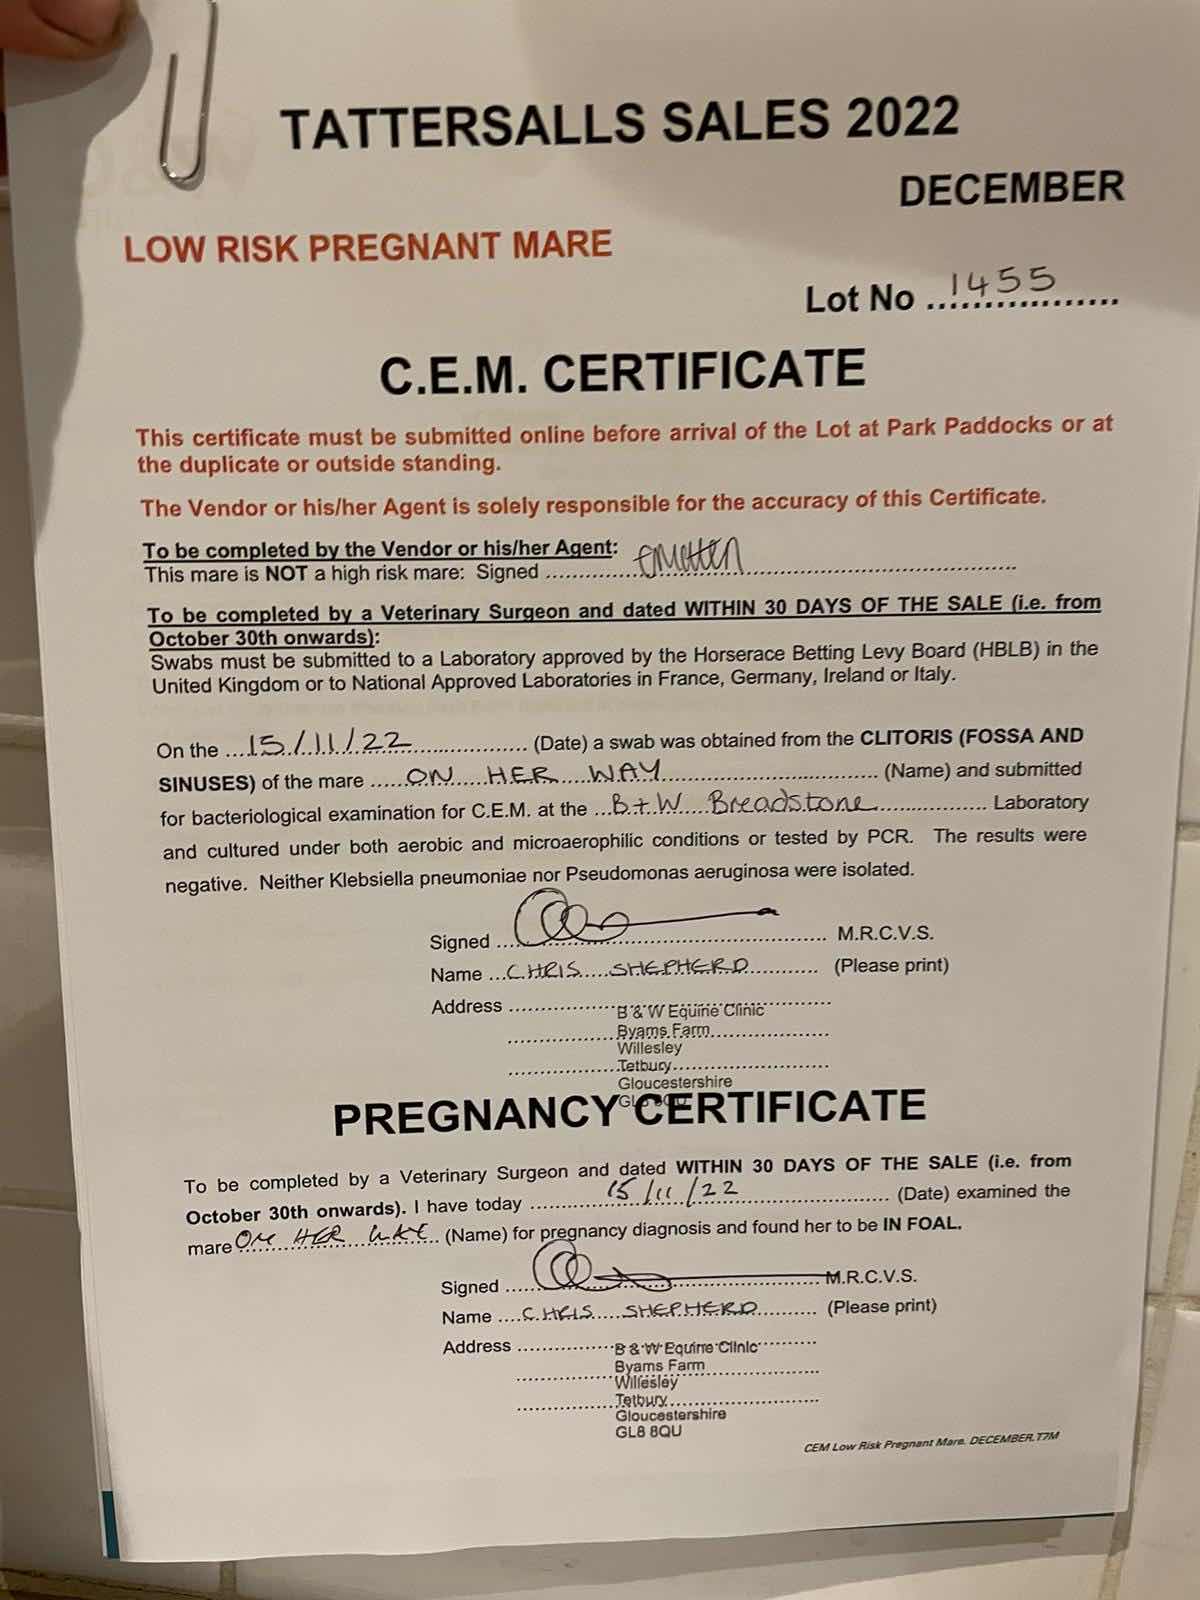 TATTERSALLS SALES 2022
DECEMBER
LOW RISK PREGNANT MARE
Lot No 1455
C.E.M. CERTIFICATE
This certificate must be submitted online before arrival of the Lot at Park Paddocks or at
the duplicate or outside standing.
The Vendor or his/her Agent is solely responsible for the accuracy of this Certificate.
To be completed by the Vendor or his/her Agent:
This mare is NOT a high risk mare: Signed
To be completed by a Veterinary Surgeon and dated WITHIN 30 DAYS OF THE SALE (i.e. from
October 30th onwards):
Swabs must be submitted to a Laboratory approved by the Horserace Betting Levy Board (HBLB) in the
United Kingdom or to National Approved Laboratories in France, Germany, Ireland or Italy.
On the 15/11/22 (Date) a swab was obtained from the CLITORIS (FOSSA AND
SINUSES) of the mare ON HER WAY (Name) and submitted
for bacteriological examination for C.E.M. at the B+W Breadstone Laboratory
and cultured under both aerobic and microaerophilic conditions or tested by PCR. The results were
negative. Neither Klebsiella pneumoniae nor Pseudomonas aeruginosa were isolated.
Signed M.R.C.V.S.
Name CHRIS SHEPHERD (Please print)
Address B & W Equine Clinic
Byams Farm
Willesley
Tetbury
Gloucestershire
PREGNANCY CERTIFICATE
To be completed by a Veterinary Surgeon and dated WITHIN 30 DAYS OF THE SALE (i.e. from
October 30th onwards). I have today 15/11/22 (Date) examined the
mare ON HER WAY (Name) for pregnancy diagnosis and found her to be IN FOAL.
Signed M.R.C.V.S.
Name CHRIS SHEPHERD (Please print)
Address B & W Equine Clinic
Byams Farm
Willesley
Tetbury
Gloucestershire
GL8 8QU
CEM Low Risk Pregnant Mare. DECEMBER.T7M